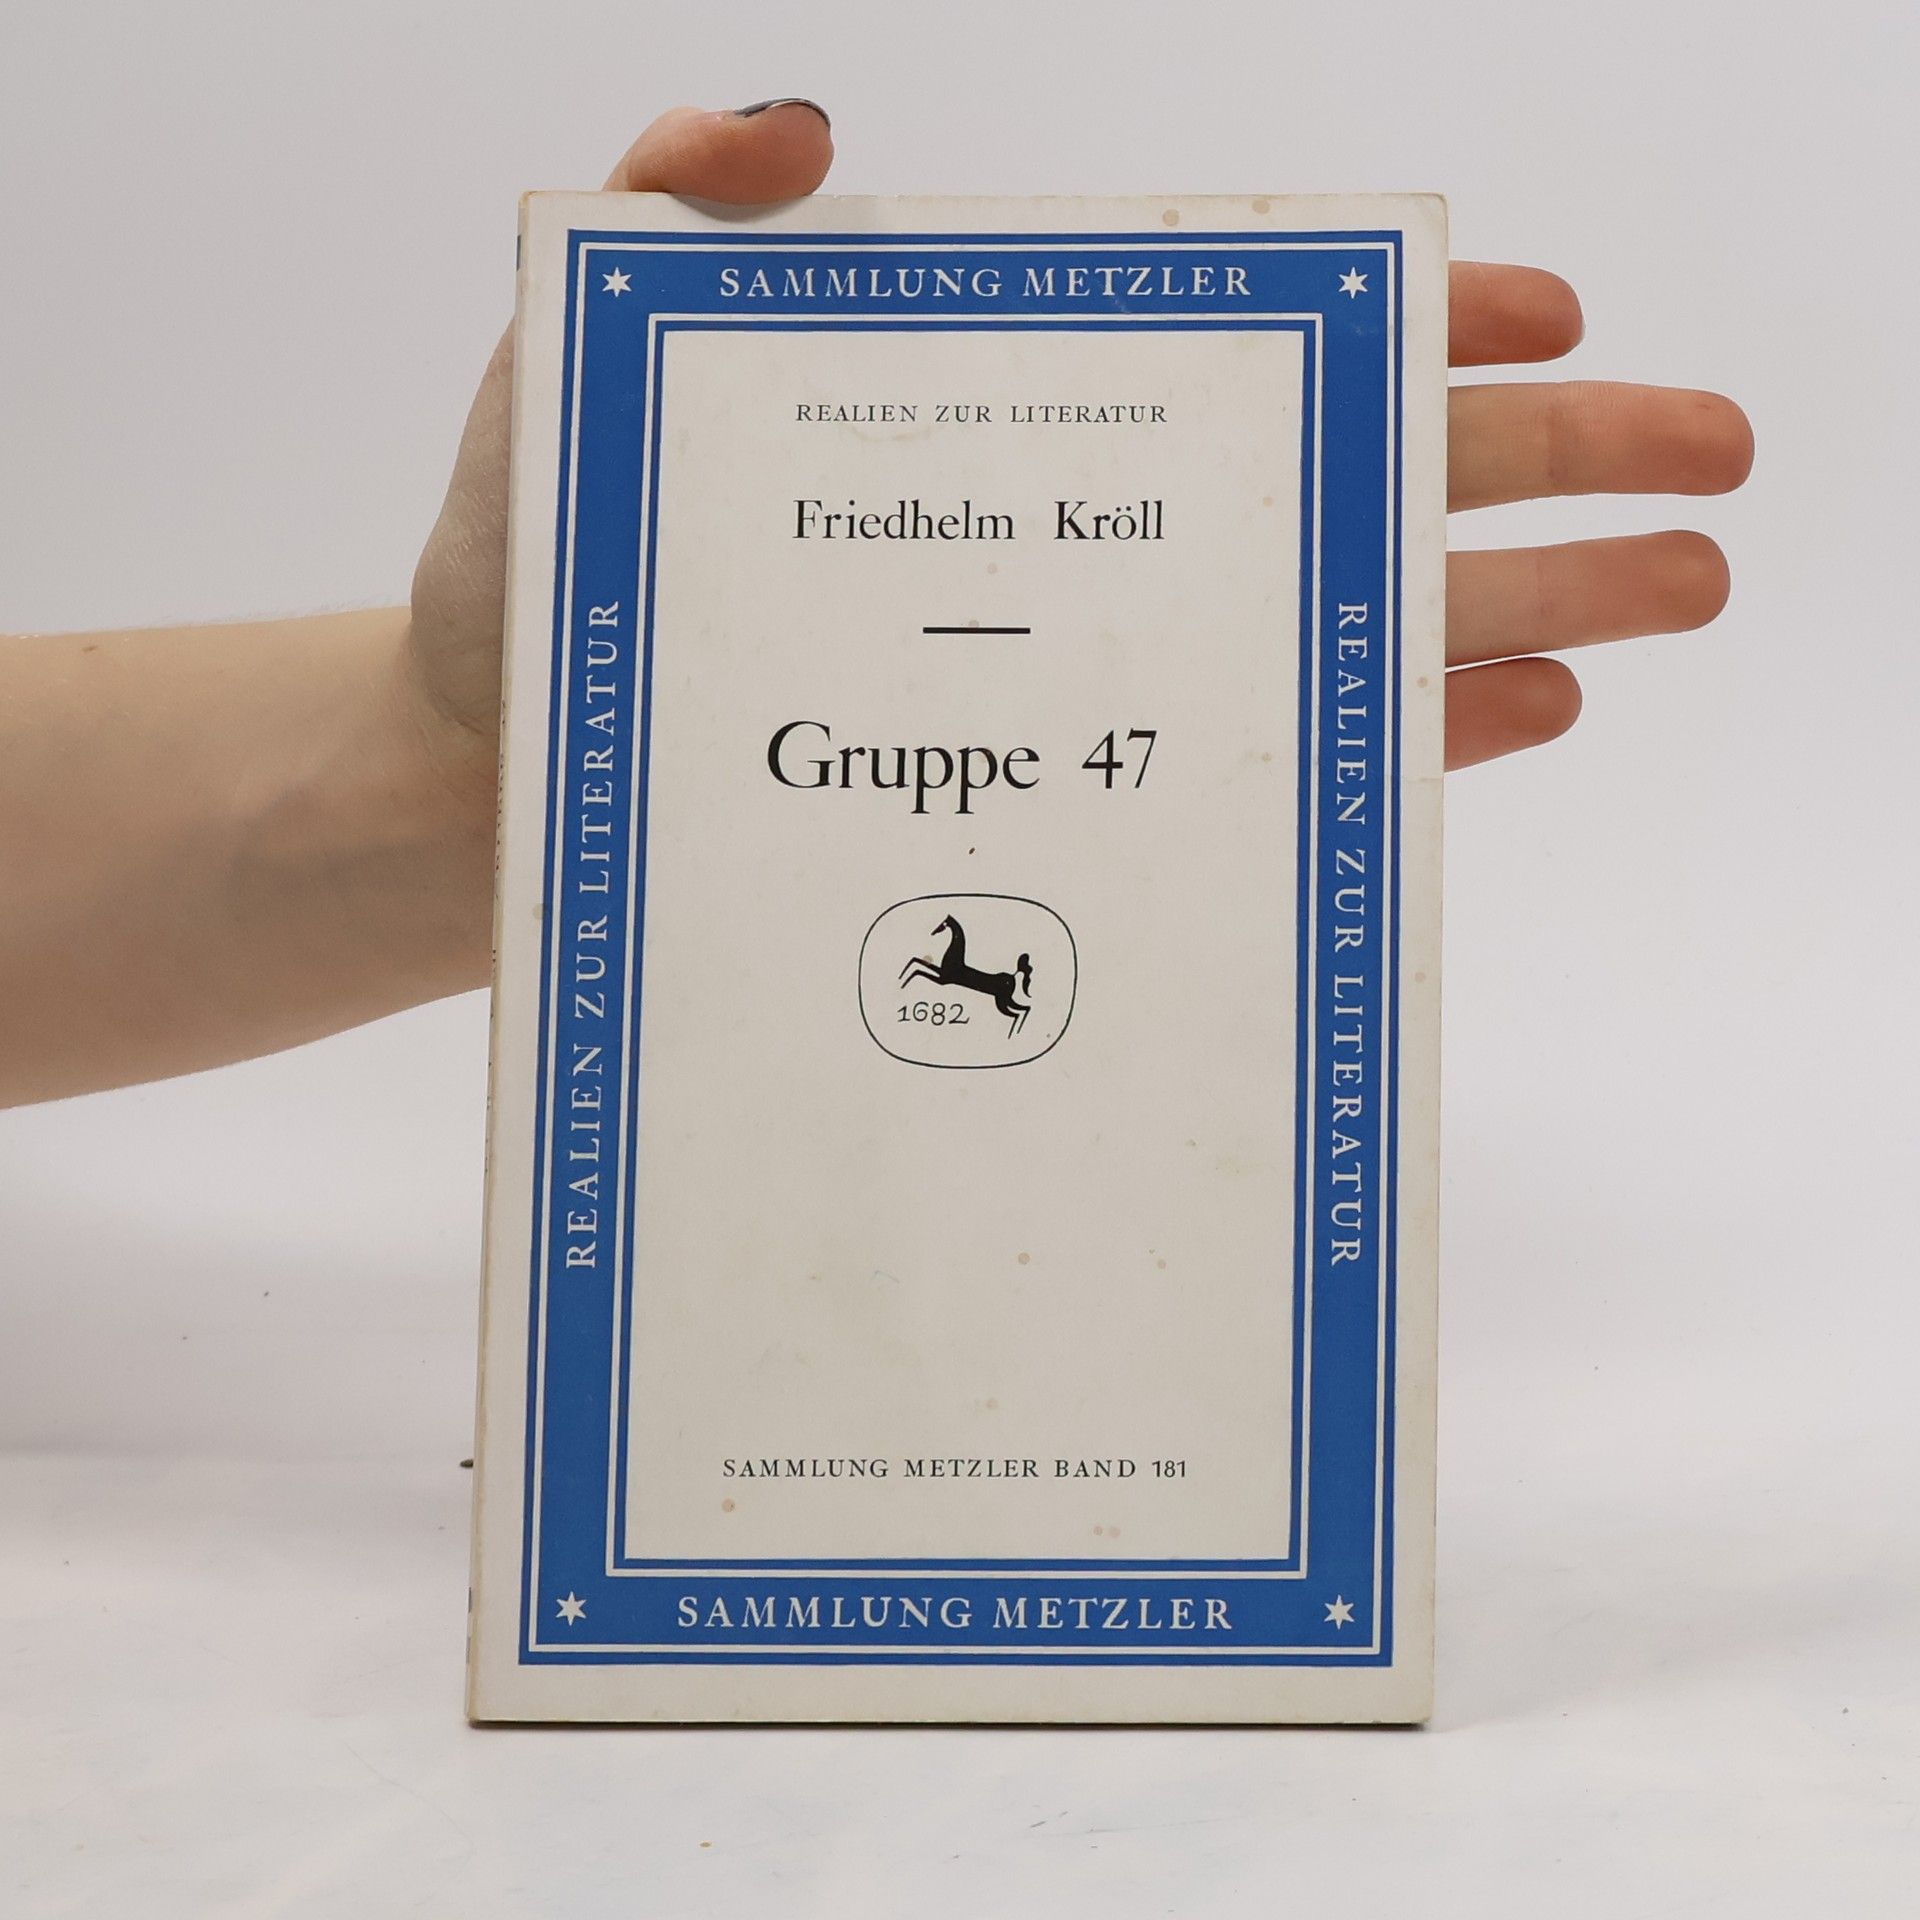 SAMMLUNG METZLER
REALIEN ZUR LITERATUR
Friedhelm Kröll
Gruppe 47
1682
SAMMLUNG METZLER BAND 181
REALIEN ZUR LITERATUR
REALIEN ZUR LITERATUR
SAMMLUNG METZLER